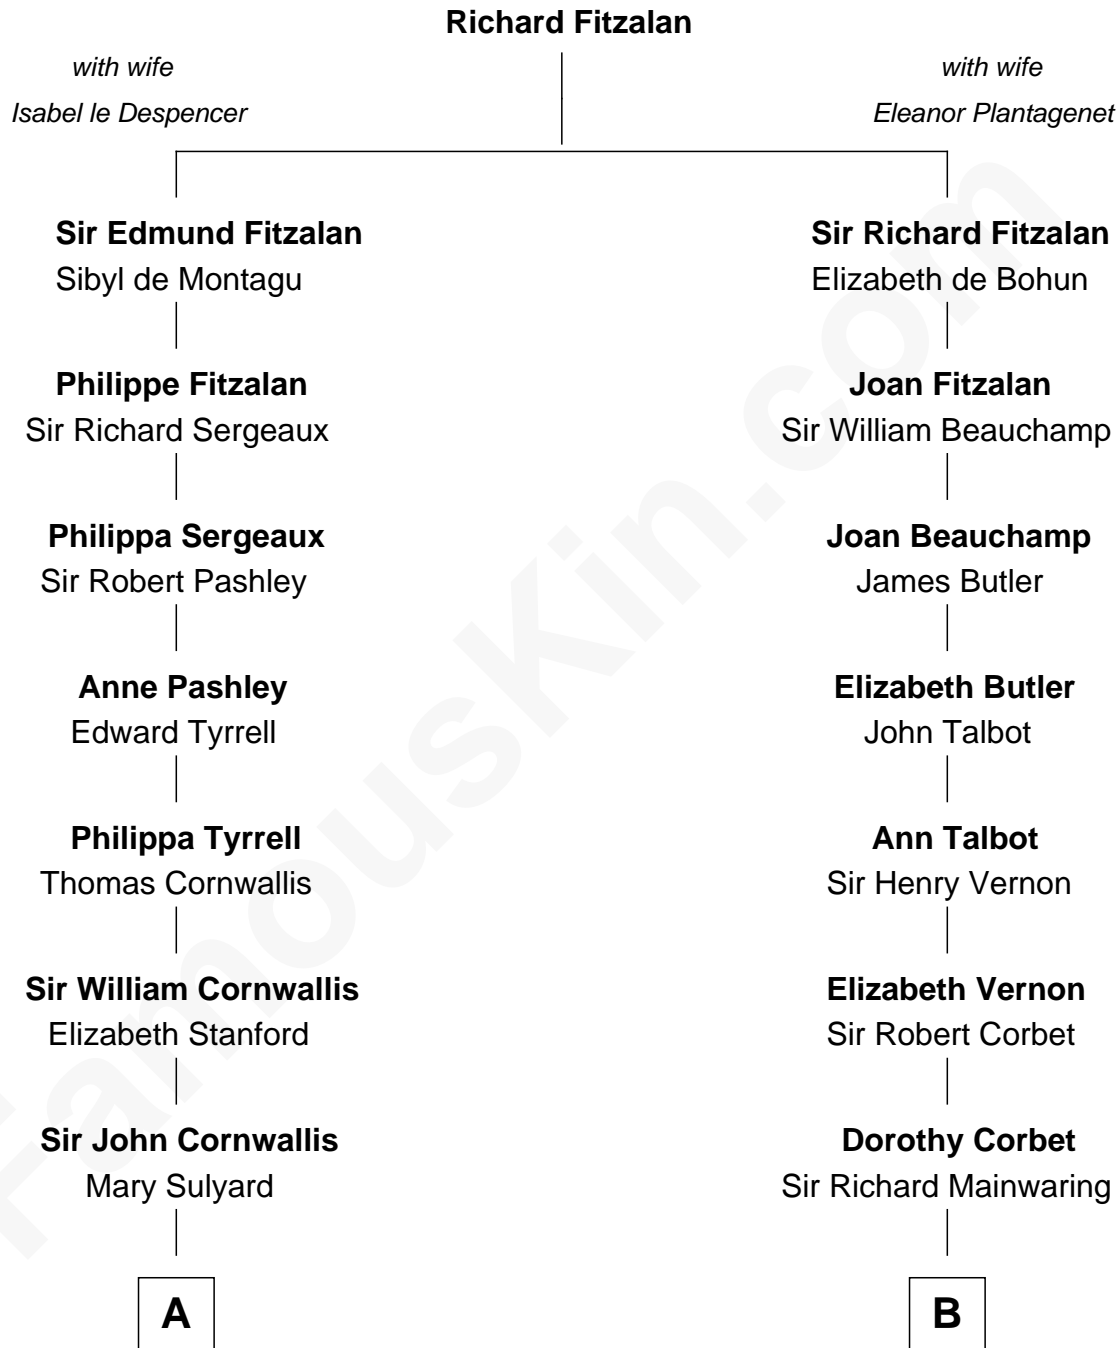 Richard Fitzalan
with wife
Isabel le Despencer
with wife
Eleanor Plantagenet
Sir Edmund Fitzalan
Sibyl de Montagu
Sir Richard Fitzalan
Elizabeth de Bohun
Philippe Fitzalan
Sir Richard Sergeaux
Joan Fitzalan
Sir William Beauchamp
Philippa Sergeaux
Sir Robert Pashley
Joan Beauchamp
James Butler
Anne Pashley
Edward Tyrrell
Elizabeth Butler
John Talbot
Philippa Tyrrell
Thomas Cornwallis
Ann Talbot
Sir Henry Vernon
Sir William Cornwallis
Elizabeth Stanford
Elizabeth Vernon
Sir Robert Corbet
Sir John Cornwallis
Mary Sulyard
Dorothy Corbet
Sir Richard Mainwaring
A
B
FamousKin.com